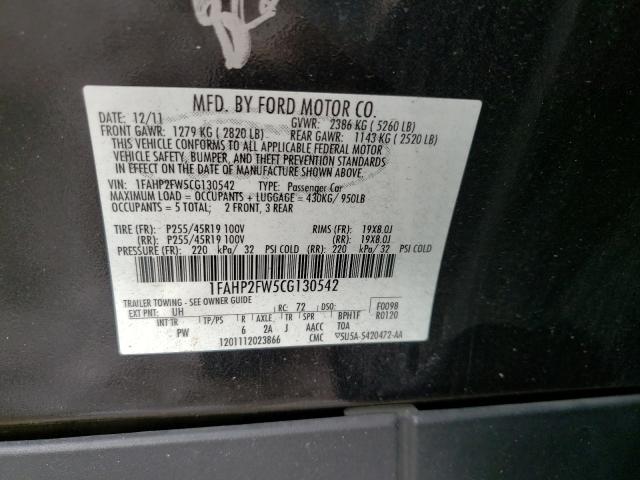 MFD. BY FORD MOTOR CO.
DATE: 12/11 GVWR: 2386 KG ( 5260 LB)
FRONT GAWR: 1279 KG ( 2820 LB) REAR GAWR: 1143 KG ( 2520 LB)
THIS VEHICLE CONFORMS TO ALL APPLICABLE FEDERAL MOTOR
VEHICLE SAFETY, BUMPER, AND THEFT PREVENTION STANDARDS
IN EFFECT ON THE DATE OF MANUFACTURE SHOWN ABOVE.
VIN: 1FAHP2FW5CG130542 TYPE: Passenger Car
MAXIMUM LOAD = OCCUPANTS + LUGGAGE = 430KG/ 950LB
OCCUPANTS = 5 TOTAL; 2 FRONT, 3 REAR
TIRE (FR): P255/45R19 100V RIMS (FR): 19X8.0J
(RR): P255/45R19 100V (RR): 19X8.0J
PRESSURE (FR): 220 kPa/ 32 PSI COLD (RR): 220 kPa/ 32 PSI COLD
1FAHP2FW5CG130542
TRAILER TOWING - SEE OWNER GUIDE F0098
EXT PNT: UH RC: 72 DSO: R0120
INT TR TP/PS R AXLE TR SPR BPH1F
PW 6 2A J AACC TOA
1201112023866 CMC ▽5U5A-5420472-AA